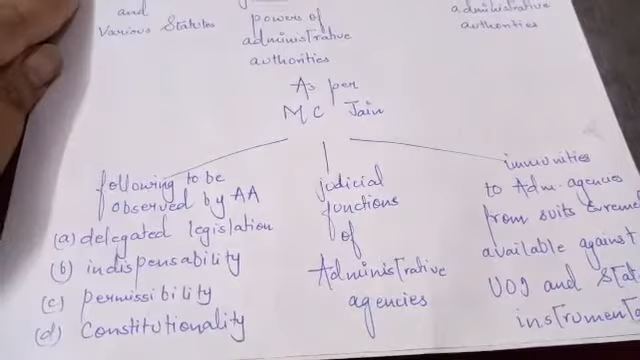 and
Various Statutes
powers of
administrative
authorities
administrative
authorities
As per
MC Jain
following to be
observed by AA
(a) delegated legislation
(b) indispensability
(c) permissibility
(d) Constitutionality
judicial
functions
of
Administrative
agencies
immunities
to Adm. agencies
from suits &
available against
UOI and